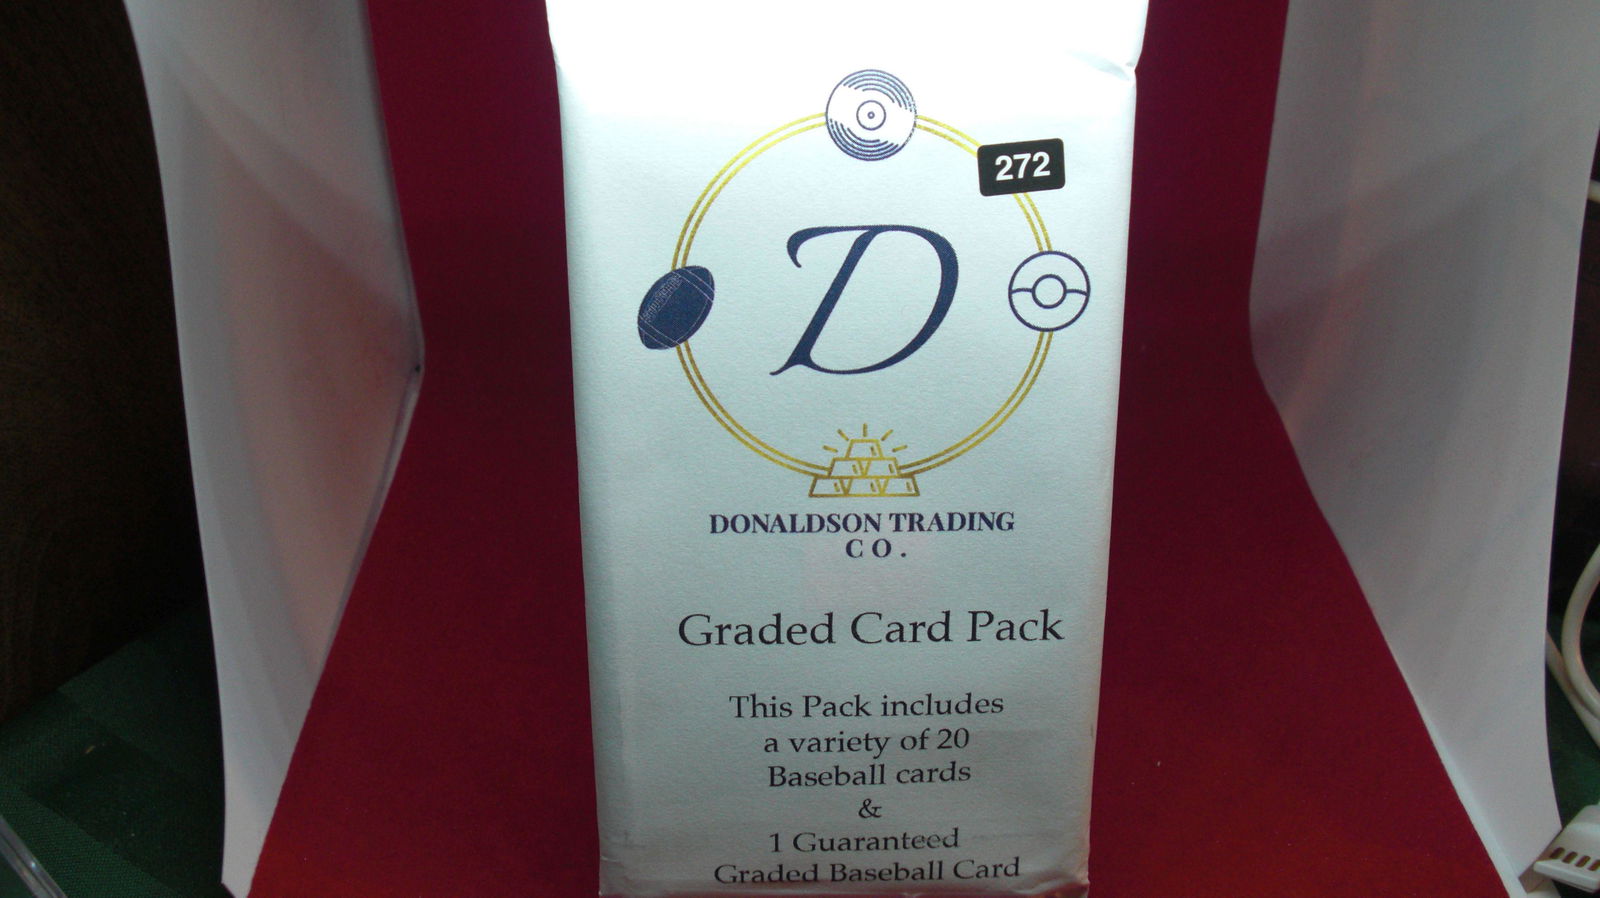 272
D
DONALDSON TRADING
CO.
Graded Card Pack
This Pack includes
a variety of 20
Baseball cards
&
1 Guaranteed
Graded Baseball Card